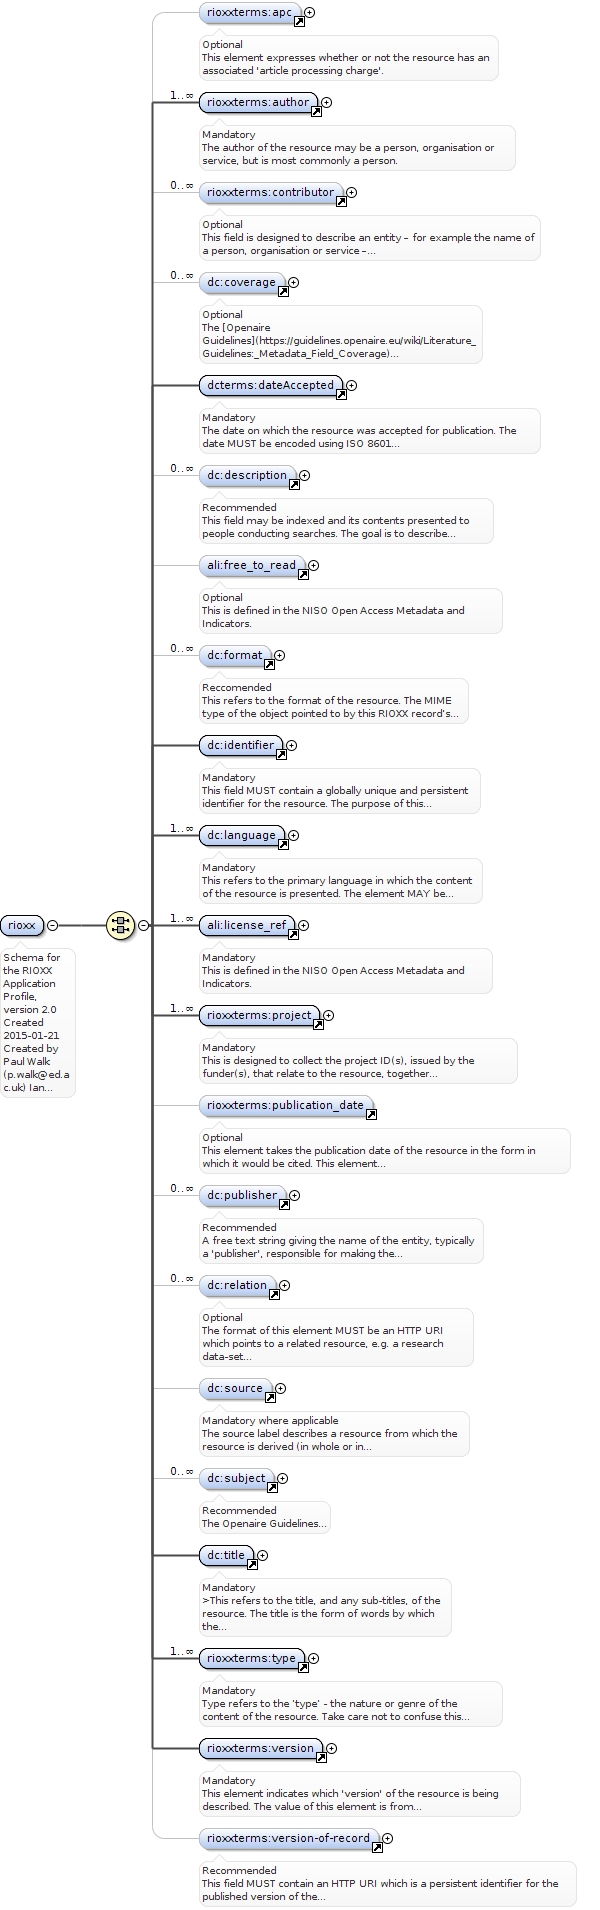 rioxxterms:apc
Optional
This element expresses whether or not the resource has an
associated 'article processing charge'.
1..∞
rioxxterms:author
Mandatory
The author of the resource may be a person, organisation or
service, but is most commonly a person.
0..∞
rioxxterms:contributor
Optional
This field is designed to describe an entity – for example the name of
a person, organisation or service –...
0..∞
dc:coverage
Optional
The [Openaire
Guidelines](https://guidelines.openaire.eu/wiki/Literature_
Guidelines:_Metadata_Field_Coverage)...
dcterms:dateAccepted
Mandatory
The date on which the resource was accepted for publication. The
date MUST be encoded using ISO 8601...
0..∞
dc:description
Recommended
This field may be indexed and its contents presented to
people conducting searches. The goal is to describe...
ali:free_to_read
Optional
This is defined in the NISO Open Access Metadata and
Indicators.
0..∞
dc:format
Reccomended
This refers to the format of the resource. The MIME
type of the object pointed to by this RIOXX record's...
dc:identifier
Mandatory
This field MUST contain a globally unique and persistent
identifier for the resource. The purpose of this...
1..∞
dc:language
Mandatory
This refers to the primary language in which the content
of the resource is presented. The element MAY be...
rioxx
Schema for
the RIOXX
Application
Profile,
version 2.0
Created
2015-01-21
Created by
Paul Walk
(p.walk@ed.a
c.uk) Ian...
1..∞
ali:license_ref
Mandatory
This is defined in the NISO Open Access Metadata and
Indicators.
1..∞
rioxxterms:project
Mandatory
This is designed to collect the project ID(s), issued by the
funder(s), that relate to the resource, together...
rioxxterms:publication_date
Optional
This element takes the publication date of the resource in the form in
which it would be cited. This element...
0..∞
dc:publisher
Recommended
A free text string giving the name of the entity, typically
a 'publisher', responsible for making the...
0..∞
dc:relation
Optional
The format of this element MUST be an HTTP URI
which points to a related resource, e.g. a research
data-set...
dc:source
Mandatory where applicable
The source label describes a resource from which the
resource is derived (in whole or in...
0..∞
dc:subject
Recommended
The Openaire Guidelines...
dc:title
Mandatory
>This refers to the title, and any sub-titles, of the
resource. The title is the form of words by which
the...
1..∞
rioxxterms:type
Mandatory
Type refers to the 'type' - the nature or genre of the
content of the resource. Take care not to confuse this...
rioxxterms:version
Mandatory
This element indicates which 'version' of the resource is being
described. The value of this element is from...
rioxxterms:version-of-record
Recommended
This field MUST contain an HTTP URI which is a persistent identifier for the
published version of the...